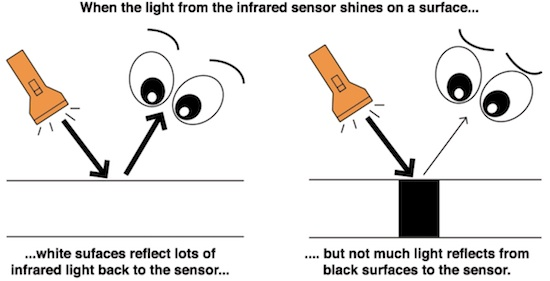 When the light from the infrared sensor shines on a surface...
...white sufaces reflect lots of
infrared light back to the sensor...
.... but not much light reflects from
black surfaces to the sensor.